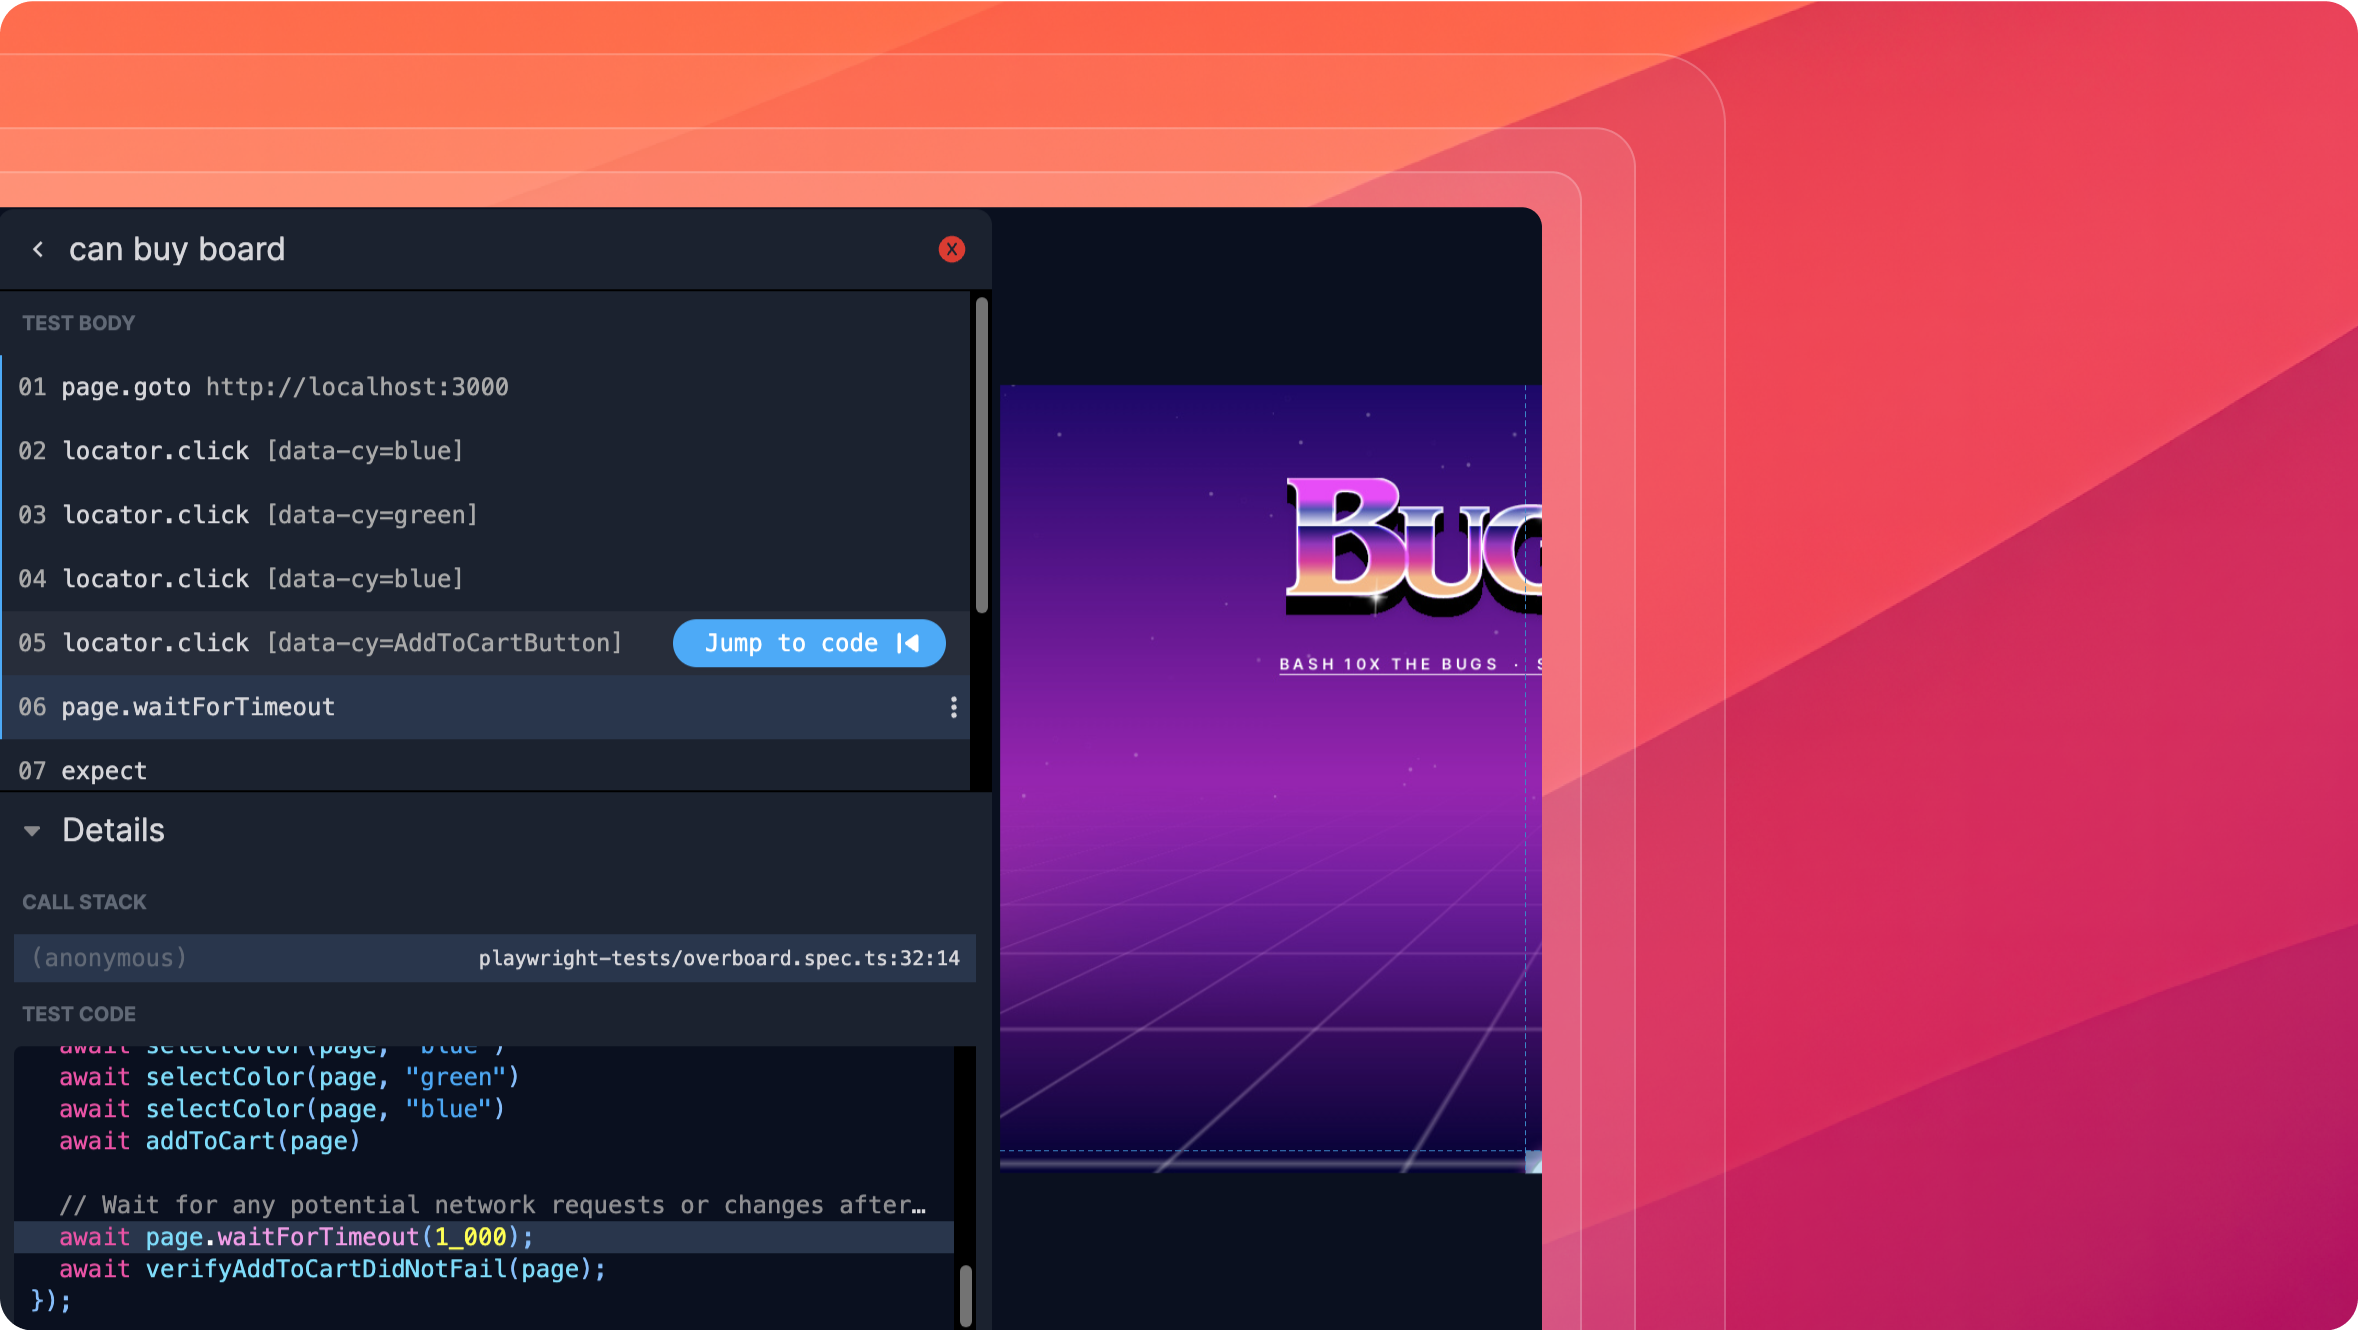 can buy board
X
TEST BODY
01 page.goto http://localhost:3000
02 locator.click [data-cy=blue]
03 locator.click [data-cy=green]
04 locator.click [data-cy=blue]
05 locator.click [data-cy=AddToCartButton] Jump to code
06 page.waitForTimeout
07 expect
Details
CALL STACK
(anonymous) playwright-tests/overboard.spec.ts:32:14
TEST CODE
await selectColor(page, "blue")
await selectColor(page, "green")
await selectColor(page, "blue")
await addToCart(page)
// Wait for any potential network requests or changes after…
await page.waitForTimeout(1_000);
await verifyAddToCartDidNotFail(page);
});
BUG
BASH 10X THE BUGS · S